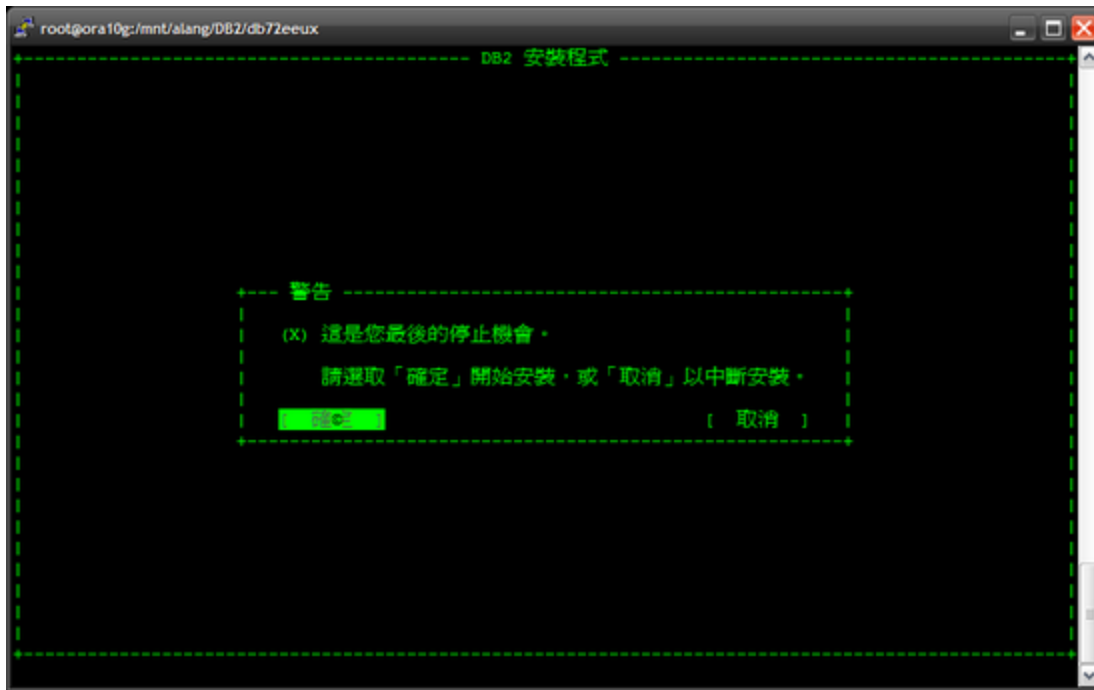 root@ora10g:/mnt/alang/DB2/db72eeux
DB2 安裝程式
警告
(X) 這是您最後的停止機會。
請選取「確定」開始安裝，或「取消」以中斷安裝。
[ 確定 ] [ 取消 ]